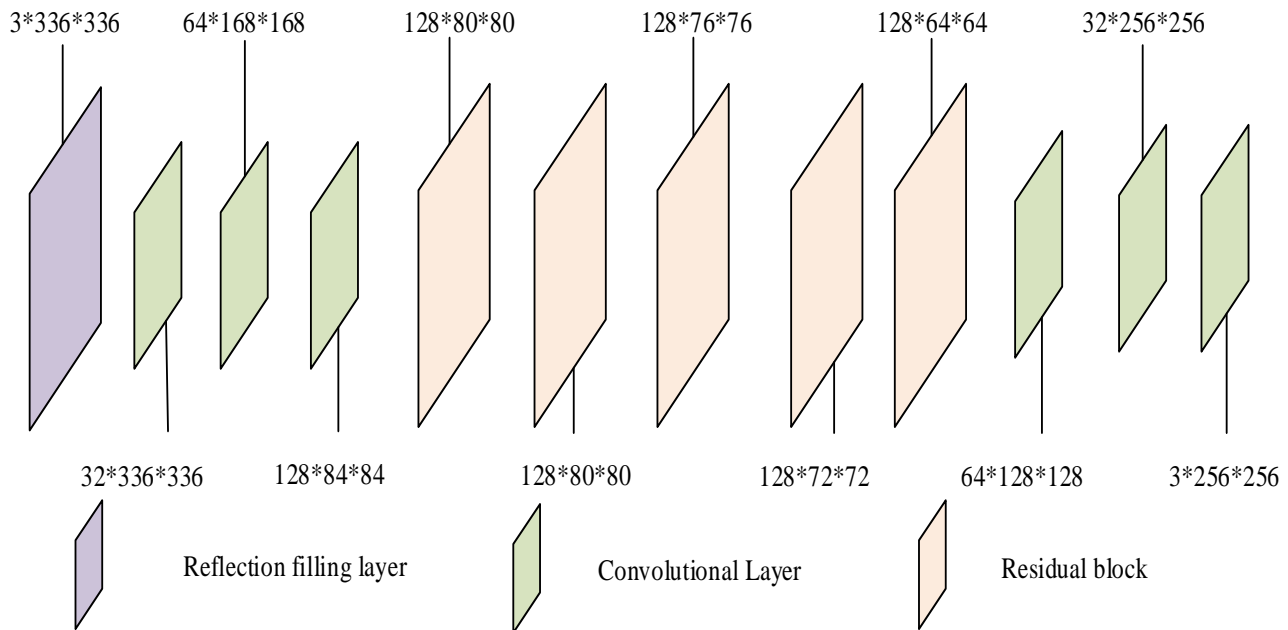 3*336*336 64*168*168 128*80*80 128*76*76 128*64*64 32*256*256
32*336*336 128*84*84 128*80*80 128*72*72 64*128*128 3*256*256
Reflection filling layer Convolutional Layer Residual block